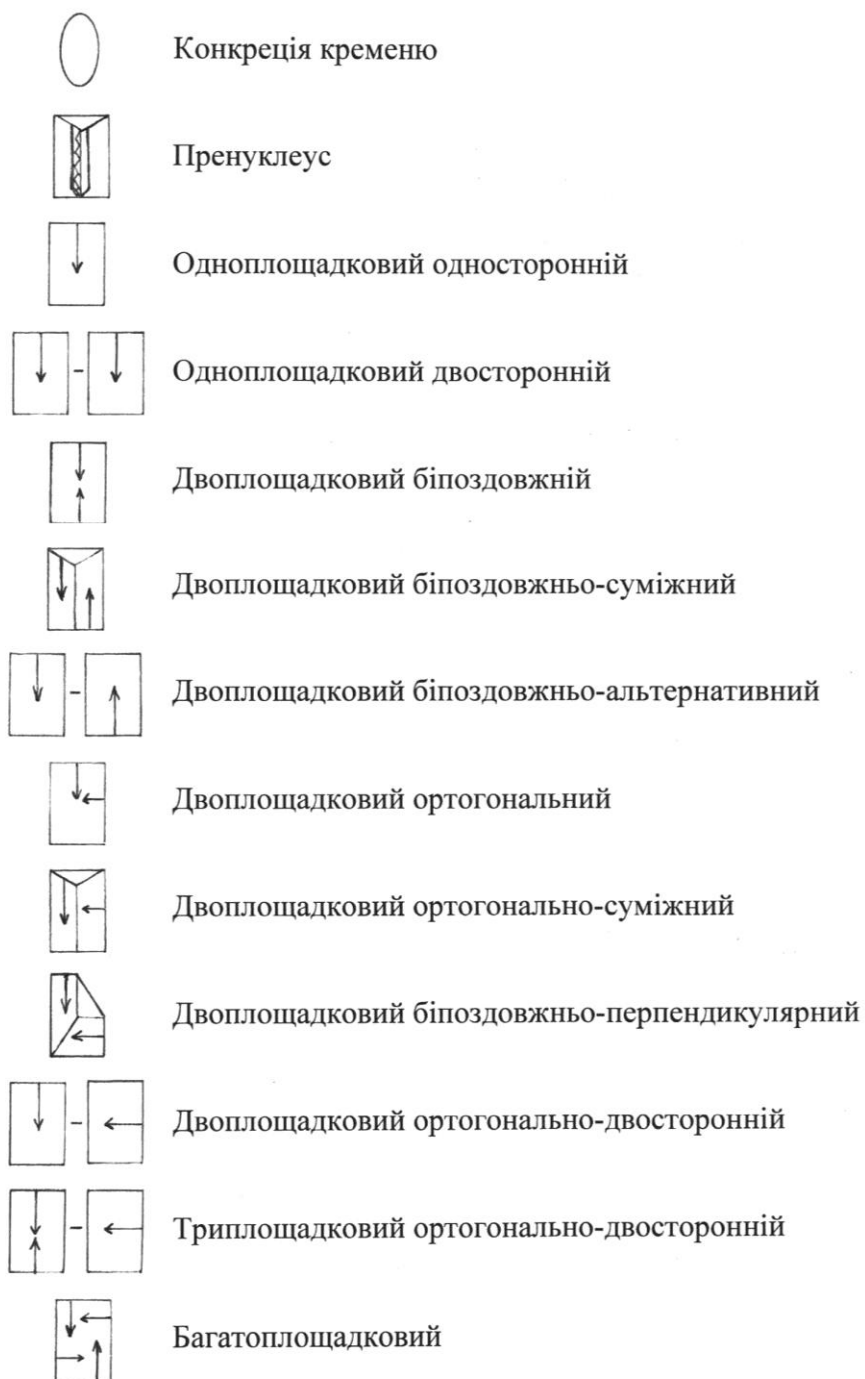 Конкреція кременю
Пренуклеус
Одноплощадковий односторонній
Одноплощадковий двосторонній
Двоплощадковий біпоздовжній
Двоплощадковий біпоздовжньо-суміжний
Двоплощадковий біпоздовжньо-альтернативний
Двоплощадковий ортогональний
Двоплощадковий ортогонально-суміжний
Двоплощадковий біпоздовжньо-перпендикулярний
Двоплощадковий ортогонально-двосторонній
Триплощадковий ортогонально-двосторонній
Багатоплощадковий